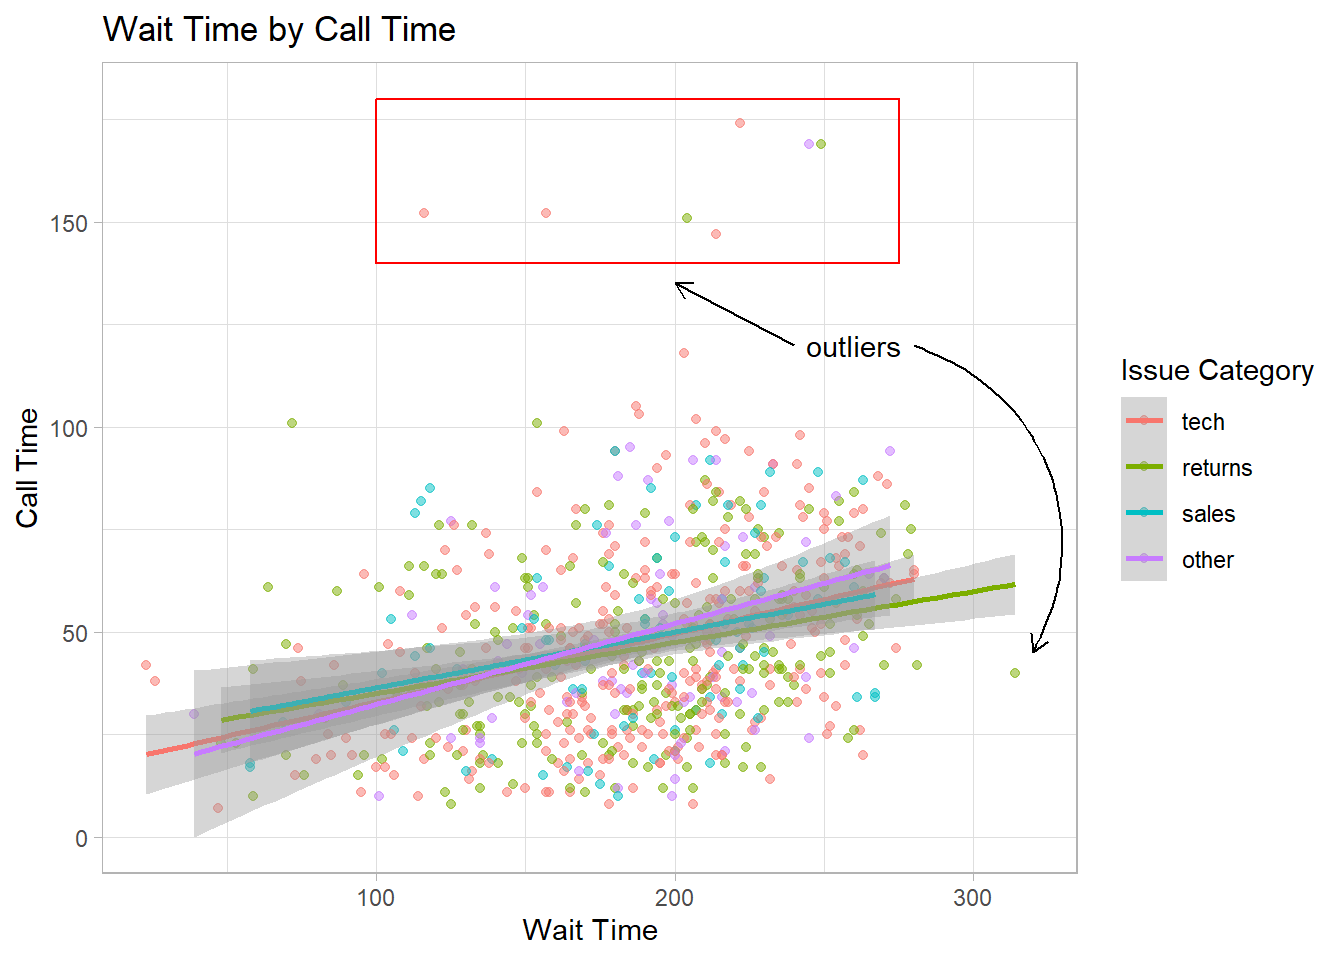 Wait Time by Call Time
150
100
50
0
Call Time
outliers
100
200
300
Wait Time
Issue Category
tech
returns
sales
other